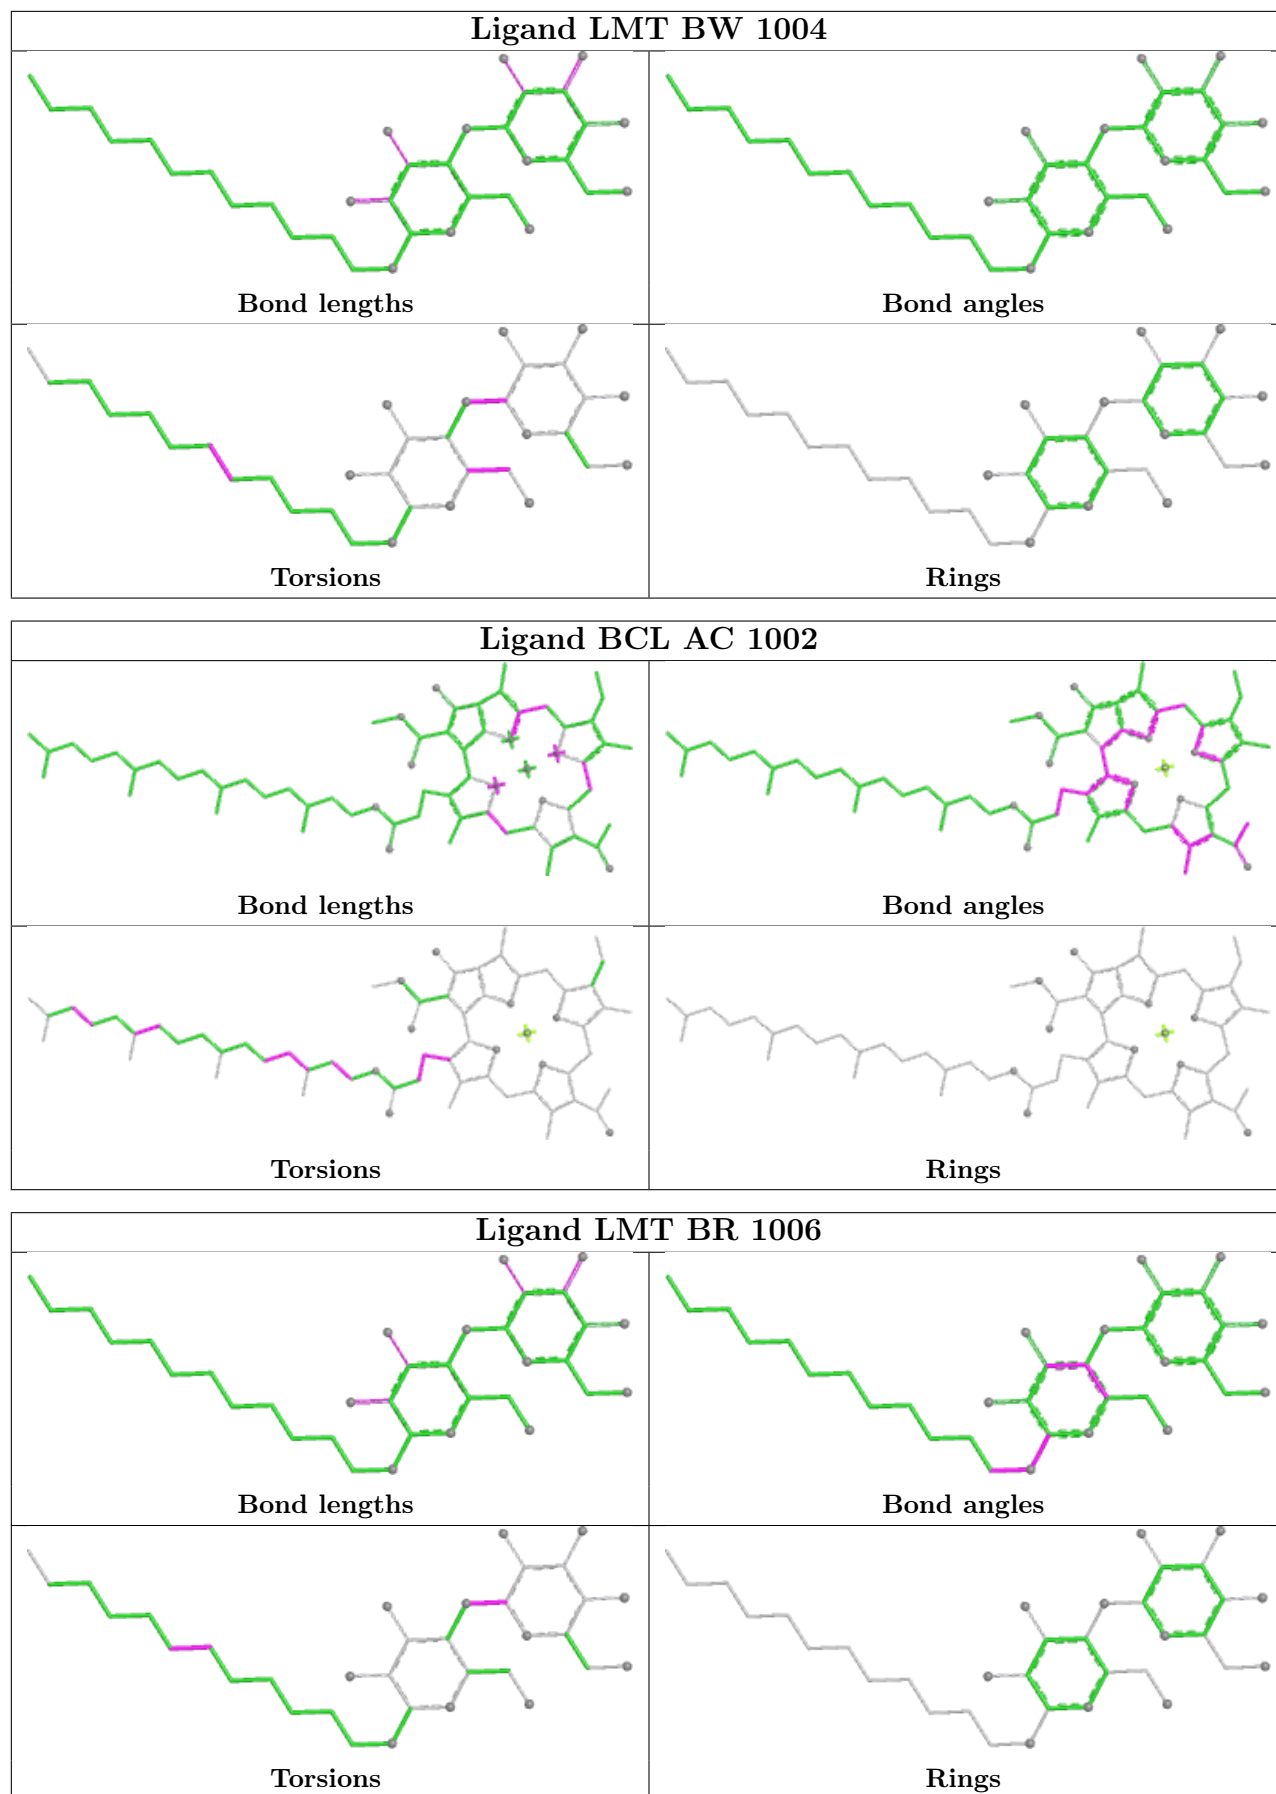 Ligand LMT BW 1004
Bond lengths
Bond angles
Torsions
Rings
Ligand BCL AC 1002
Bond lengths
Bond angles
Torsions
Rings
Ligand LMT BR 1006
Bond lengths
Bond angles
Torsions
Rings